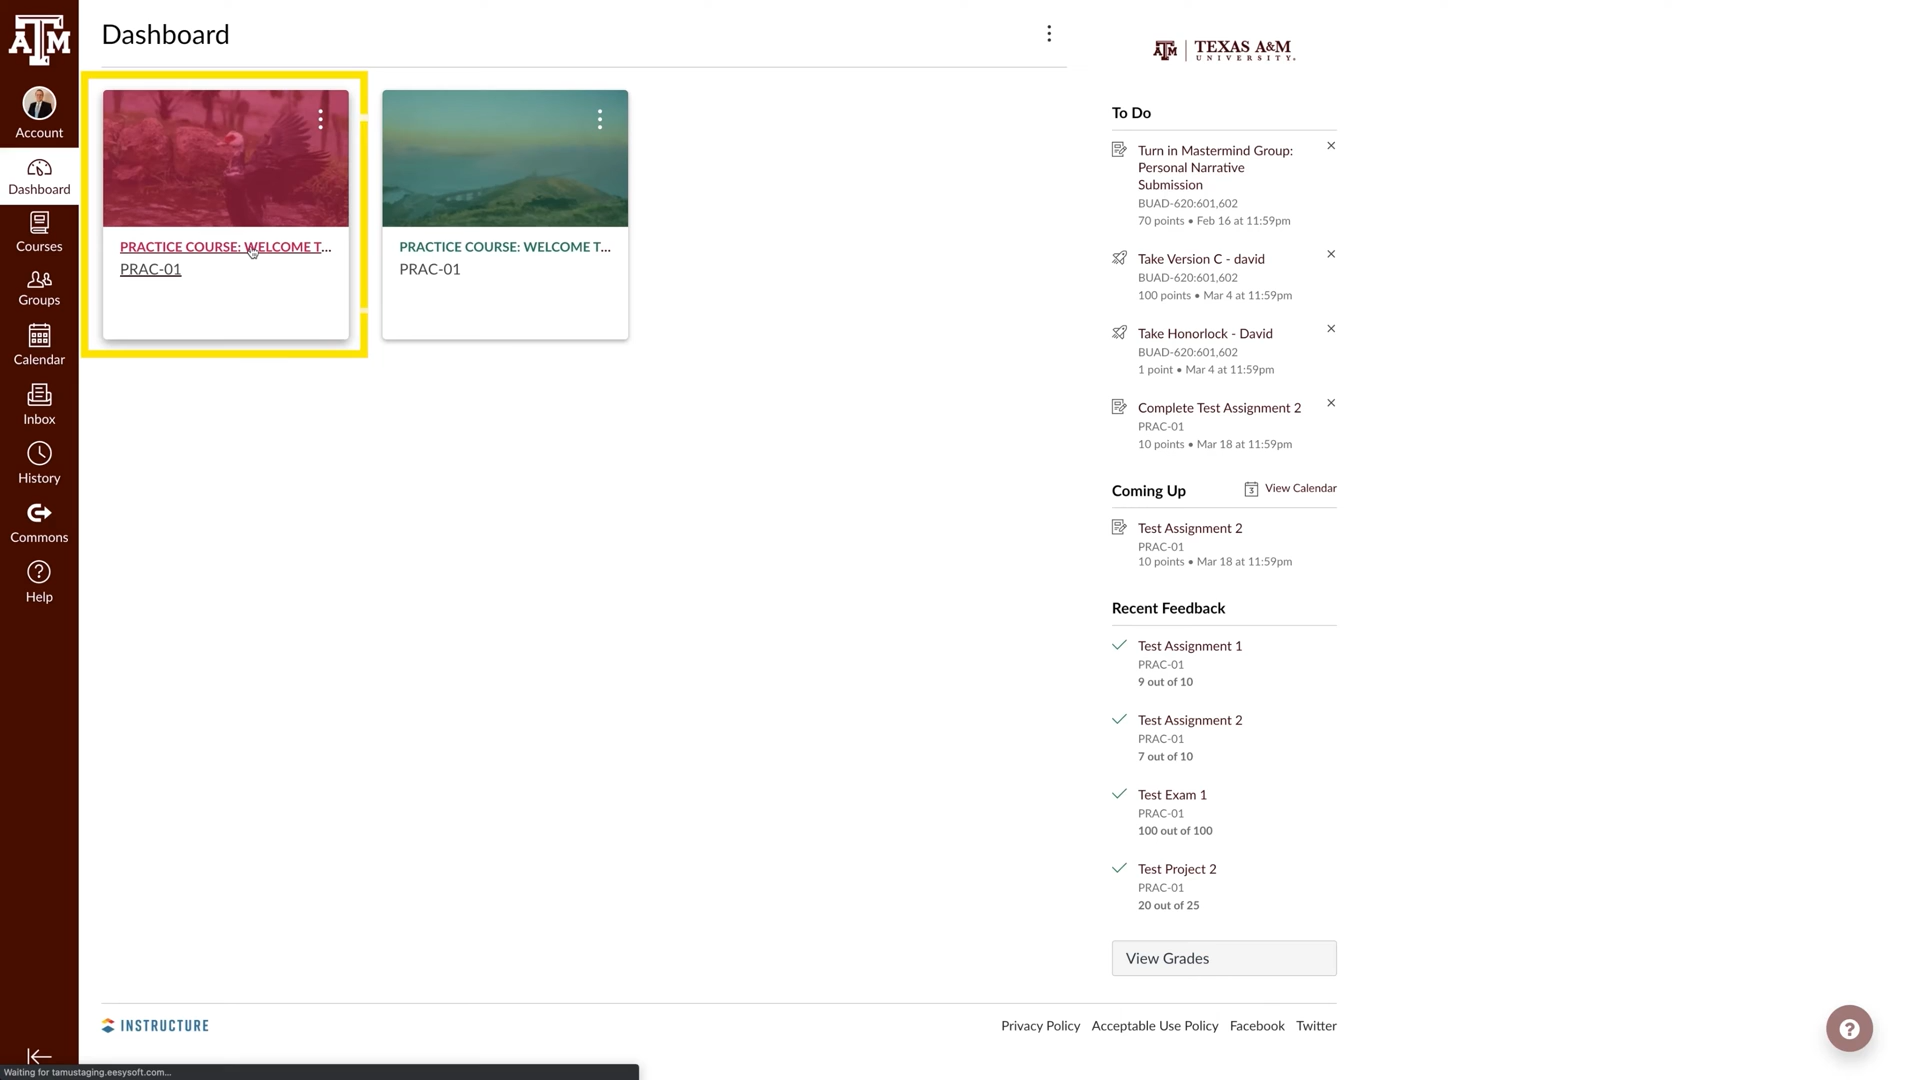 ATM
Account
Dashboard
Courses
Groups
Calendar
Inbox
History
Commons
Help
Dashboard
PRACTICE COURSE: WELCOME T...
PRAC-01
PRACTICE COURSE: WELCOME T...
PRAC-01
ATM | TEXAS A&M
UNIVERSITY.
To Do
Turn in Mastermind Group:
Personal Narrative
Submission
BUAD-620:601,602
70 points • Feb 16 at 11:59pm
Take Version C - david
BUAD-620:601,602
100 points • Mar 4 at 11:59pm
Take Honorlock - David
BUAD-620:601,602
1 point • Mar 4 at 11:59pm
Complete Test Assignment 2
PRAC-01
10 points • Mar 18 at 11:59pm
Coming Up
3 View Calendar
Test Assignment 2
PRAC-01
10 points • Mar 18 at 11:59pm
Recent Feedback
Test Assignment 1
PRAC-01
9 out of 10
Test Assignment 2
PRAC-01
7 out of 10
Test Exam 1
PRAC-01
100 out of 100
Test Project 2
PRAC-01
20 out of 25
View Grades
INSTRUCTURE
Privacy Policy Acceptable Use Policy Facebook Twitter
?
Waiting for tamustaging.eesysoft.com...